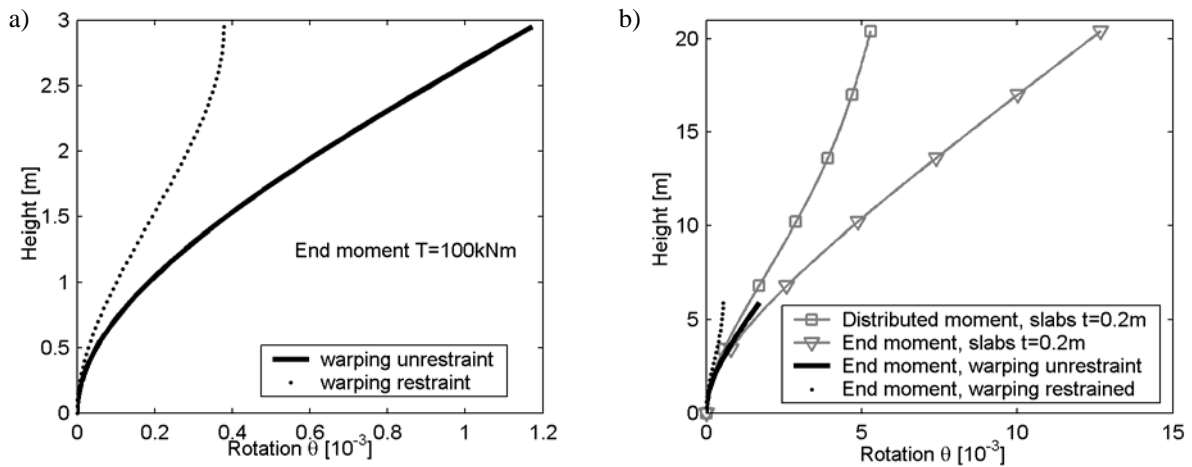 a)
3
2.5
2
1.5
1
0.5
0
Height [m]
End moment T=100kNm
warping unrestraint
warping restraint
0 0.2 0.4 0.6 0.8 1 1.2
Rotation θ [10⁻³]
b)
20
15
10
5
0
Height [m]
Distributed moment, slabs t=0.2m
End moment, slabs t=0.2m
End moment, warping unrestraint
End moment, warping restrained
0 5 10 15
Rotation θ [10⁻³]